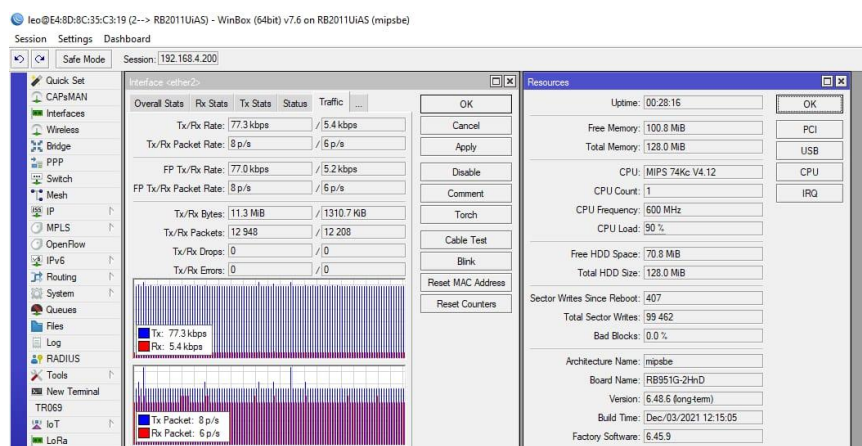 leo@E4:8D:8C:35:C3:19 (2--> RB2011UiAS) - WinBox (64bit) v7.6 on RB2011UiAS (mipsbe)
Session Settings Dashboard
Safe Mode Session: 192.168.4.200
Quick Set
CAPsMAN
Interfaces
Wireless
Bridge
PPP
Switch
Mesh
IP
MPLS
OpenFlow
IPv6
Routing
System
Queues
Files
Log
RADIUS
Tools
New Terminal
TR069
IoT
LoRa
Interface <ether2>
Overall Stats Rx Stats Tx Stats Status Traffic ...
Tx/Rx Rate: 77.3 kbps / 5.4 kbps
Tx/Rx Packet Rate: 8 p/s / 6 p/s
FP Tx/Rx Rate: 77.0 kbps / 5.2 kbps
FP Tx/Rx Packet Rate: 8 p/s / 6 p/s
Tx/Rx Bytes: 11.3 MiB / 1310.7 KiB
Tx/Rx Packets: 12 948 / 12 208
Tx/Rx Drops: 0 / 0
Tx/Rx Errors: 0 / 0
Tx: 77.3 kbps
Rx: 5.4 kbps
Tx Packet: 8 p/s
Rx Packet: 6 p/s
OK
Cancel
Apply
Disable
Comment
Torch
Cable Test
Blink
Reset MAC Address
Reset Counters
Resources
Uptime: 00:28:16
Free Memory: 100.8 MiB
Total Memory: 128.0 MiB
CPU: MIPS 74Kc V4.12
CPU Count: 1
CPU Frequency: 600 MHz
CPU Load: 90 %
Free HDD Space: 70.8 MiB
Total HDD Size: 128.0 MiB
Sector Writes Since Reboot: 407
Total Sector Writes: 99 462
Bad Blocks: 0.0 %
Architecture Name: mipsbe
Board Name: RB951G-2HnD
Version: 6.48.6 (long-term)
Build Time: Dec/03/2021 12:15:05
Factory Software: 6.45.9
OK
PCI
USB
CPU
IRQ